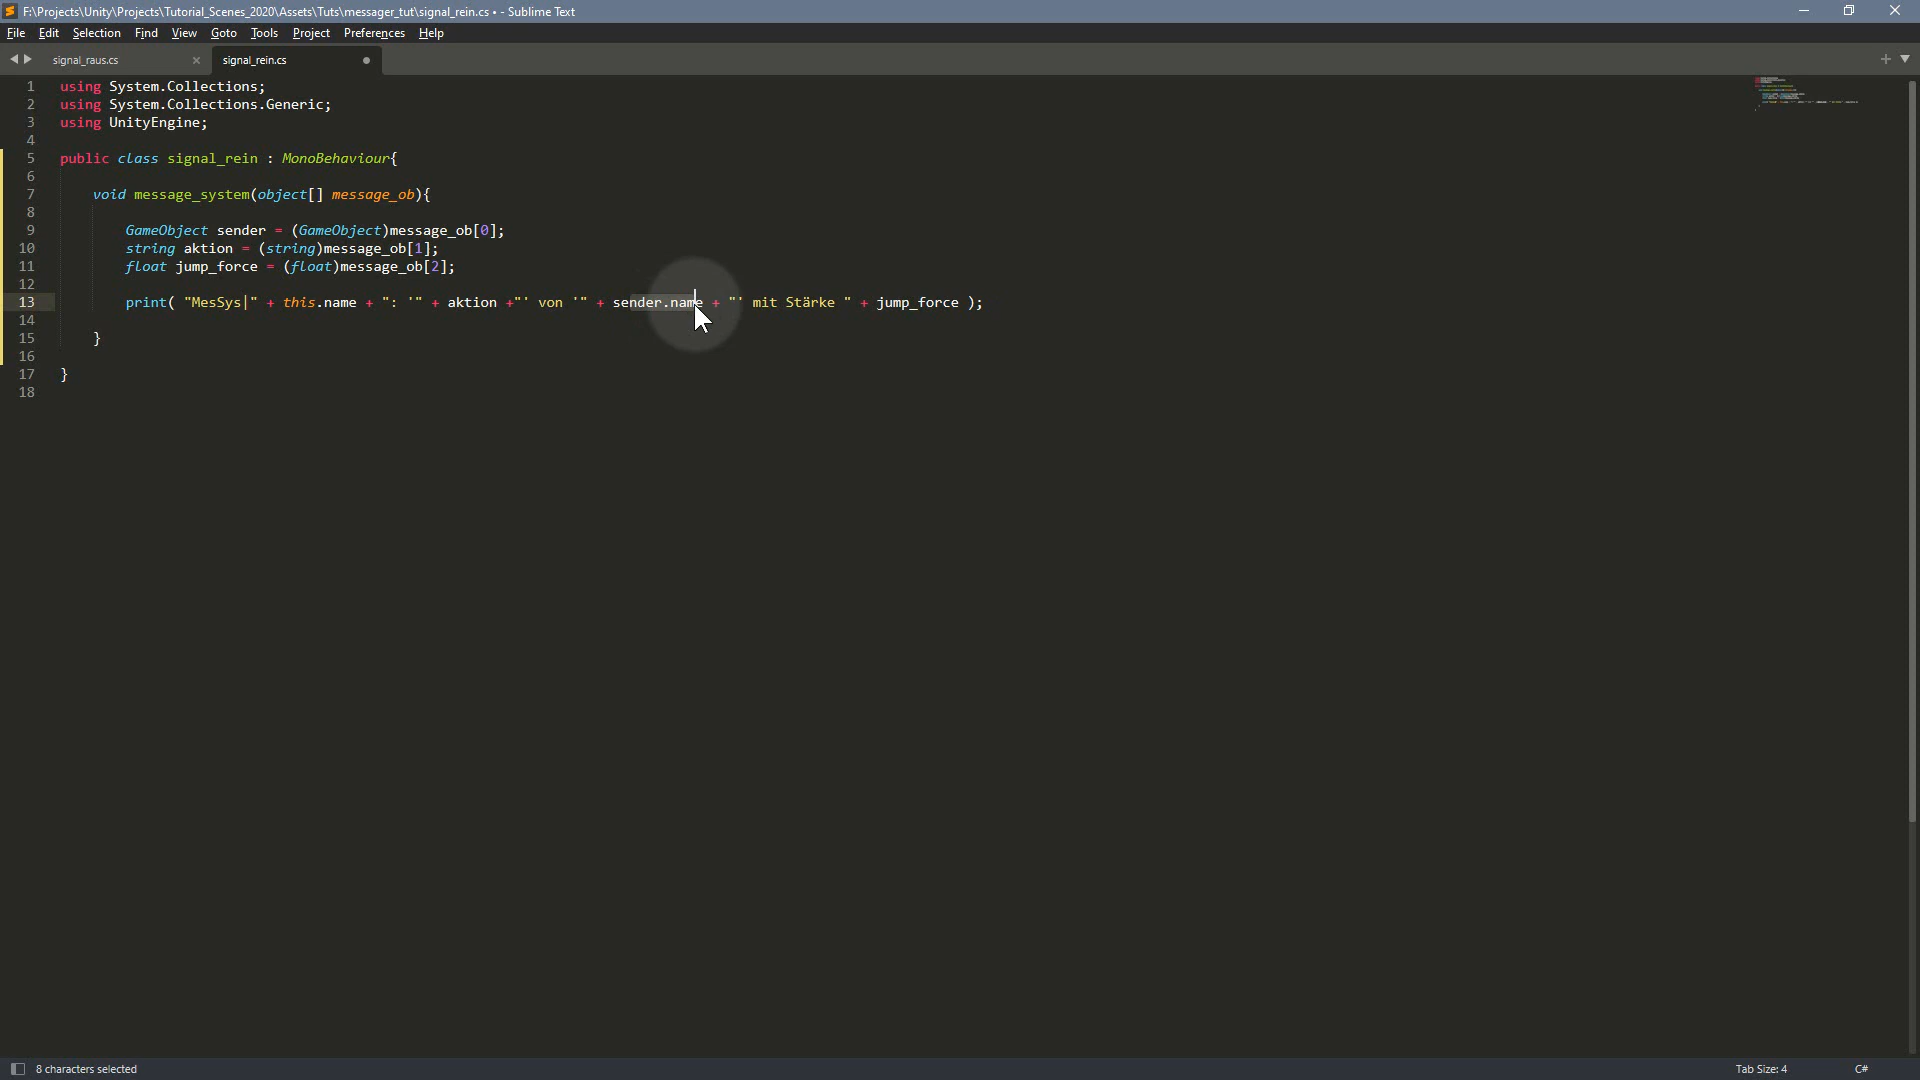 F:\Projects\Unity\Projects\Tutorial_Scenes_2020\Assets\Tuts\messager_tut\signal_rein.cs • - Sublime Text
File Edit Selection Find View Goto Tools Project Preferences Help
signal_raus.cs signal_rein.cs
1 using System.Collections;
2 using System.Collections.Generic;
3 using UnityEngine;
4
5 public class signal_rein : MonoBehaviour{
6
7 void message_system(object[] message_ob){
8
9 GameObject sender = (GameObject)message_ob[0];
10 string aktion = (string)message_ob[1];
11 float jump_force = (float)message_ob[2];
12
13 print( "MesSys|" + this.name + ": '" + aktion +"' von '" + sender.name + "' mit Stärke " + jump_force );
14
15 }
16
17 }
18
8 characters selected Tab Size: 4 C#